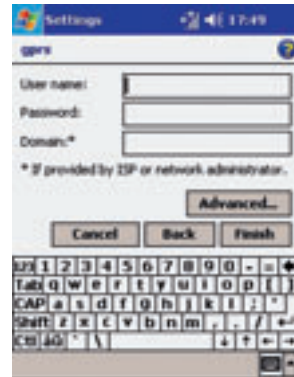 Settings 17:49
gprs
User name:
Password:
Domain:*
* If provided by ISP or network administrator.
Advanced...
Cancel Back Finish
123 1 2 3 4 5 6 7 8 9 0 - =
Tab q w e r t y u i o p [ ]
CAP a s d f g h j k l ; '
Shift z x c v b n m , . /
Ctl áü ` \